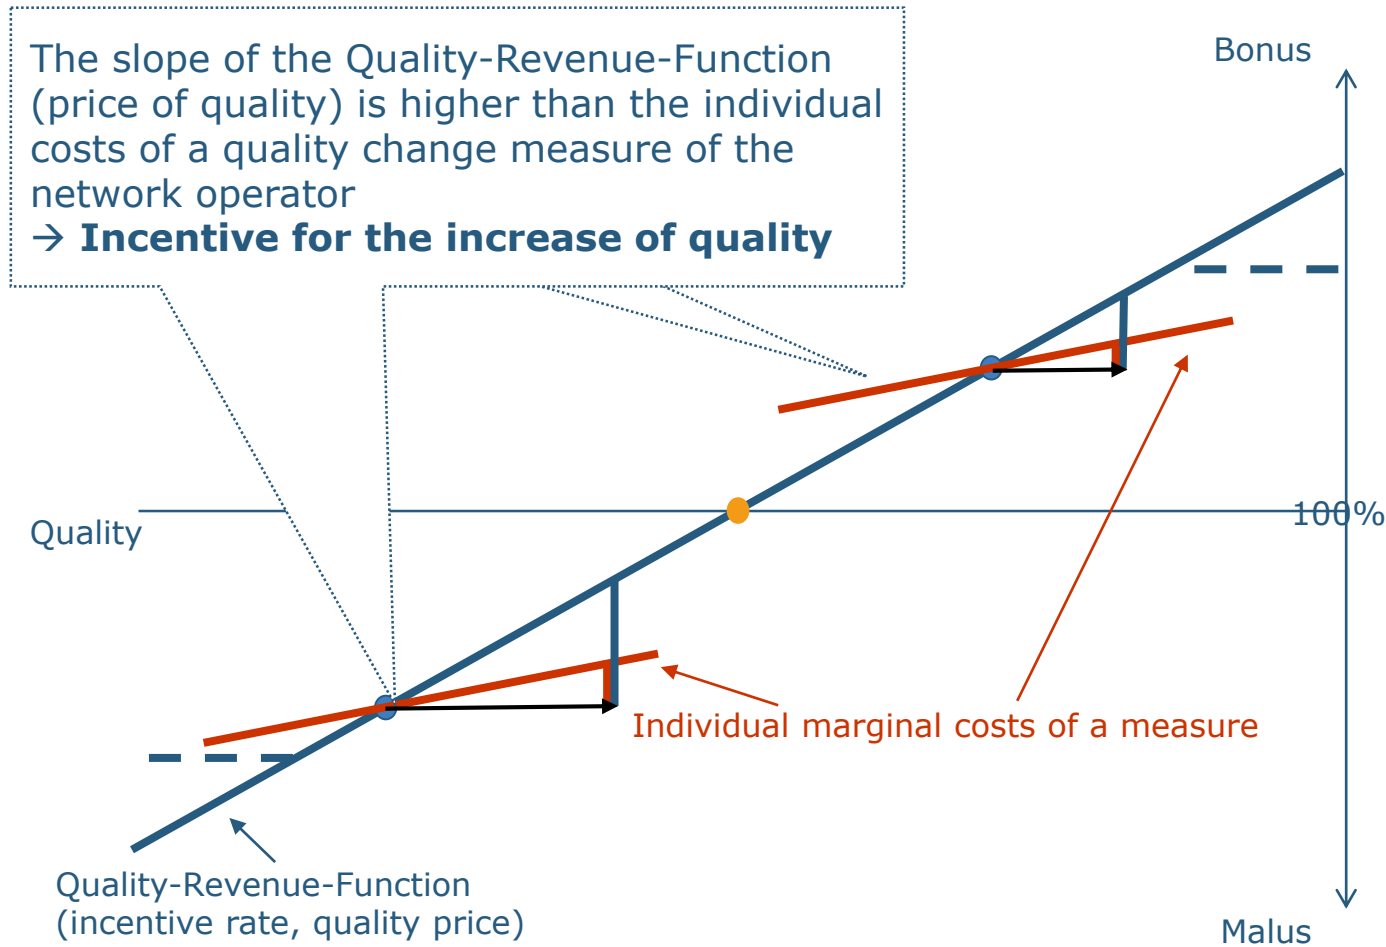 The slope of the Quality-Revenue-Function
(price of quality) is higher than the individual
costs of a quality change measure of the
network operator
→ Incentive for the increase of quality
Bonus
Quality
100%
Individual marginal costs of a measure
Quality-Revenue-Function
(incentive rate, quality price)
Malus